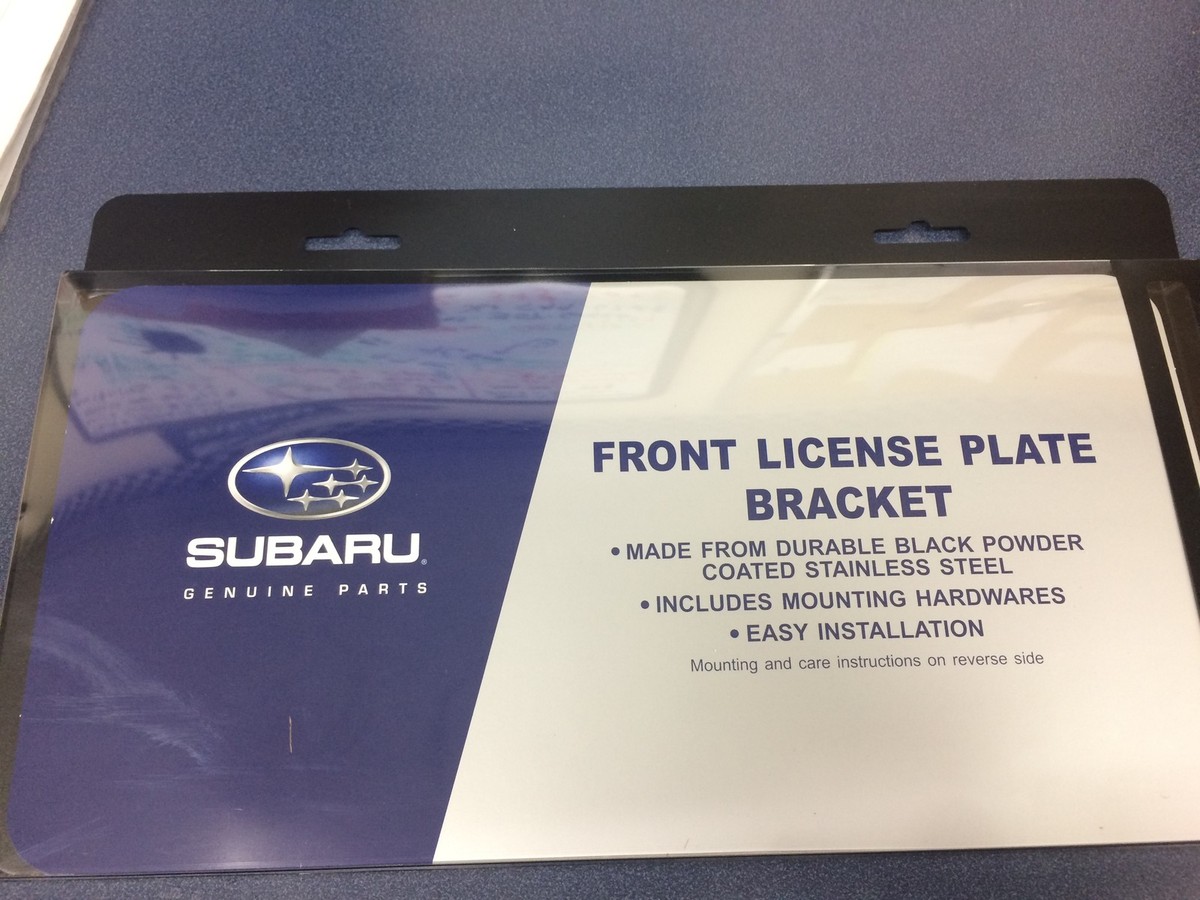 SUBARU®
GENUINE PARTS
FRONT LICENSE PLATE
BRACKET
• MADE FROM DURABLE BLACK POWDER
COATED STAINLESS STEEL
• INCLUDES MOUNTING HARDWARES
• EASY INSTALLATION
Mounting and care instructions on reverse side